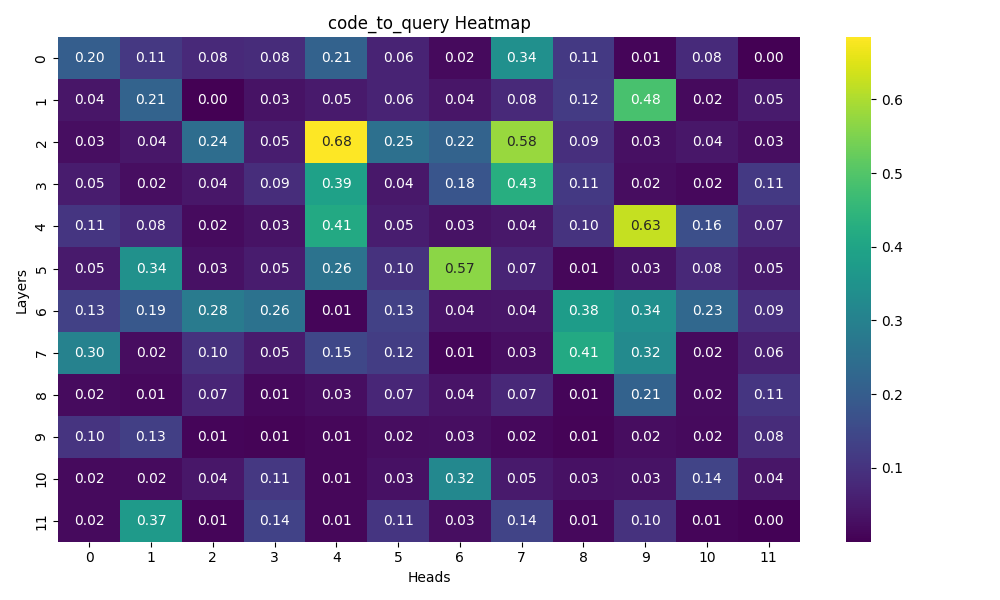 code_to_query Heatmap
0 0.20 0.11 0.08 0.08 0.21 0.06 0.02 0.34 0.11 0.01 0.08 0.00
1 0.04 0.21 0.00 0.03 0.05 0.06 0.04 0.08 0.12 0.48 0.02 0.05
2 0.03 0.04 0.24 0.05 0.68 0.25 0.22 0.58 0.09 0.03 0.04 0.03
3 0.05 0.02 0.04 0.09 0.39 0.04 0.18 0.43 0.11 0.02 0.02 0.11
4 0.11 0.08 0.02 0.03 0.41 0.05 0.03 0.04 0.10 0.63 0.16 0.07
5 0.05 0.34 0.03 0.05 0.26 0.10 0.57 0.07 0.01 0.03 0.08 0.05
6 0.13 0.19 0.28 0.26 0.01 0.13 0.04 0.04 0.38 0.34 0.23 0.09
7 0.30 0.02 0.10 0.05 0.15 0.12 0.01 0.03 0.41 0.32 0.02 0.06
8 0.02 0.01 0.07 0.01 0.03 0.07 0.04 0.07 0.01 0.21 0.02 0.11
9 0.10 0.13 0.01 0.01 0.01 0.02 0.03 0.02 0.01 0.02 0.02 0.08
10 0.02 0.02 0.04 0.11 0.01 0.03 0.32 0.05 0.03 0.03 0.14 0.04
11 0.02 0.37 0.01 0.14 0.01 0.11 0.03 0.14 0.01 0.10 0.01 0.00
0 1 2 3 4 5 6 7 8 9 10 11
Heads
Layers
0.6
0.5
0.4
0.3
0.2
0.1